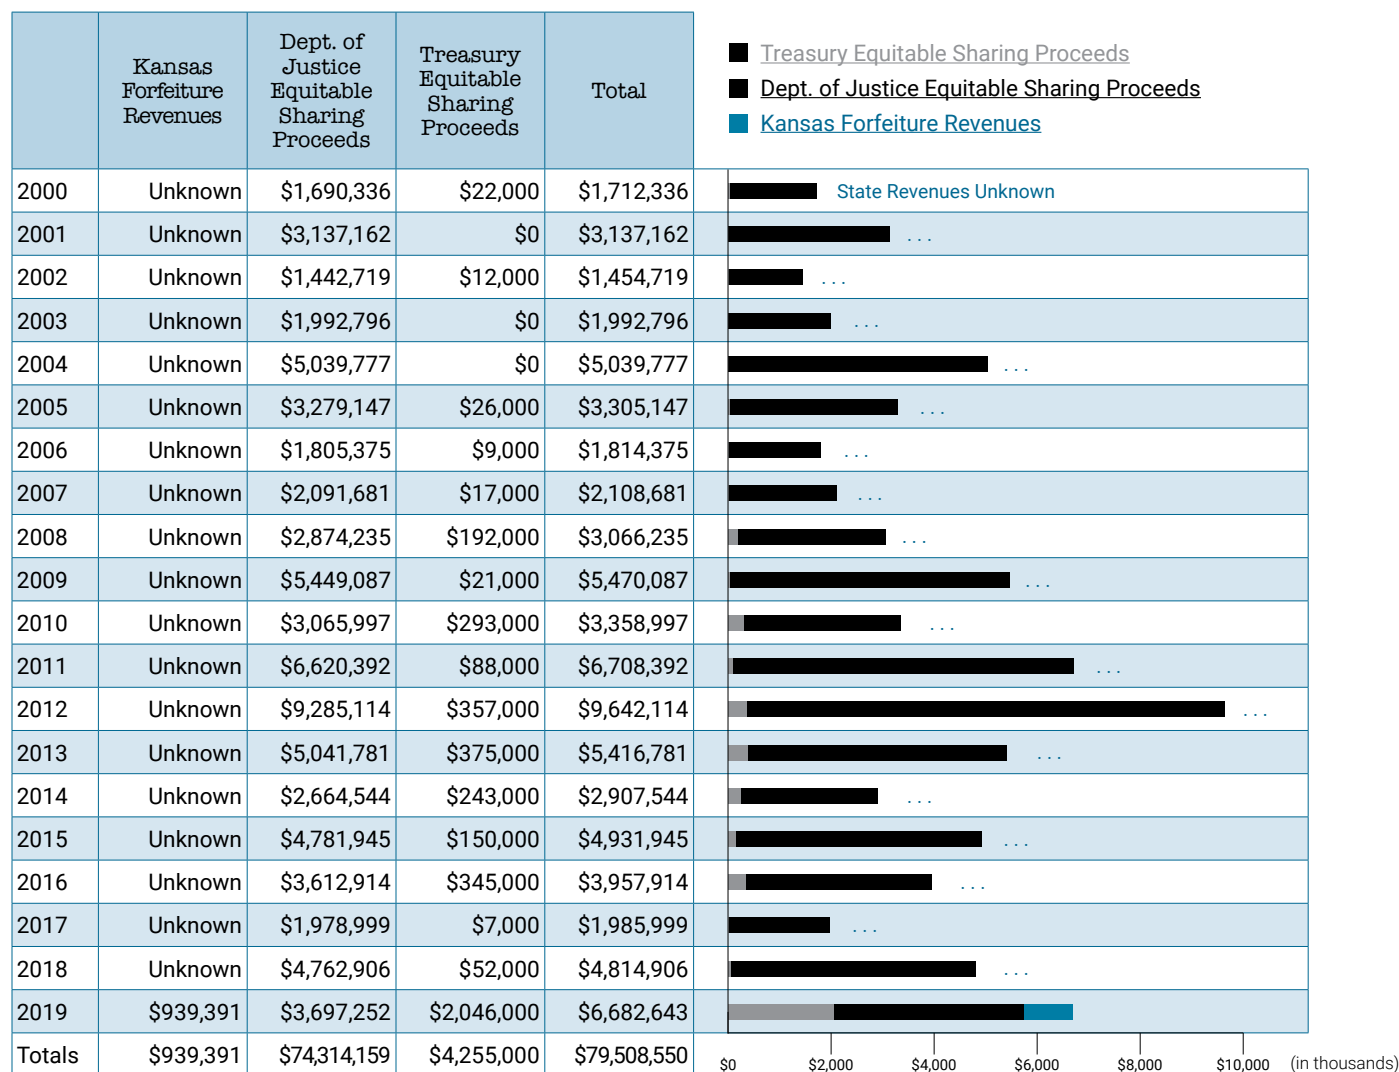 Kansas
Forfeiture
Revenues
Dept. of
Justice
Equitable
Sharing
Proceeds
Treasury
Equitable
Sharing
Proceeds
Total
Treasury Equitable Sharing Proceeds
Dept. of Justice Equitable Sharing Proceeds
Kansas Forfeiture Revenues
2000 Unknown $1,690,336 $22,000 $1,712,336 State Revenues Unknown
2001 Unknown $3,137,162 $0 $3,137,162 ...
2002 Unknown $1,442,719 $12,000 $1,454,719 ...
2003 Unknown $1,992,796 $0 $1,992,796 ...
2004 Unknown $5,039,777 $0 $5,039,777 ...
2005 Unknown $3,279,147 $26,000 $3,305,147 ...
2006 Unknown $1,805,375 $9,000 $1,814,375 ...
2007 Unknown $2,091,681 $17,000 $2,108,681 ...
2008 Unknown $2,874,235 $192,000 $3,066,235 ...
2009 Unknown $5,449,087 $21,000 $5,470,087 ...
2010 Unknown $3,065,997 $293,000 $3,358,997 ...
2011 Unknown $6,620,392 $88,000 $6,708,392 ...
2012 Unknown $9,285,114 $357,000 $9,642,114 ...
2013 Unknown $5,041,781 $375,000 $5,416,781 ...
2014 Unknown $2,664,544 $243,000 $2,907,544 ...
2015 Unknown $4,781,945 $150,000 $4,931,945 ...
2016 Unknown $3,612,914 $345,000 $3,957,914 ...
2017 Unknown $1,978,999 $7,000 $1,985,999 ...
2018 Unknown $4,762,906 $52,000 $4,814,906 ...
2019 $939,391 $3,697,252 $2,046,000 $6,682,643
Totals $939,391 $74,314,159 $4,255,000 $79,508,550
$0 $2,000 $4,000 $6,000 $8,000 $10,000 (in thousands)